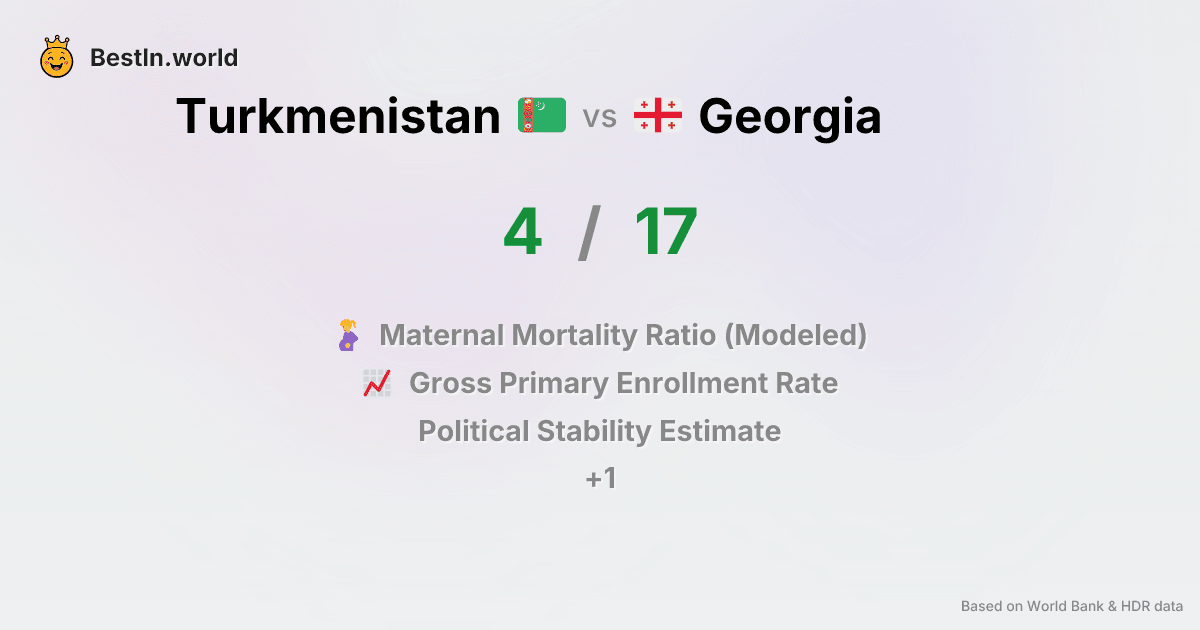 BestIn.world
Turkmenistan vs Georgia
4 / 17
Maternal Mortality Ratio (Modeled)
Gross Primary Enrollment Rate
Political Stability Estimate
+1
Based on World Bank & HDR data